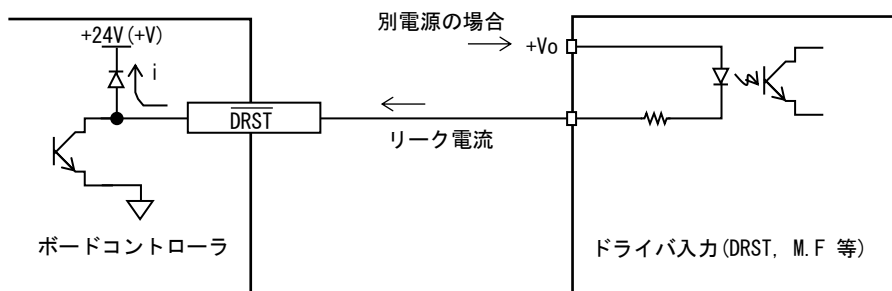 別電源の場合
+24V(+V)
+Vo
i
DRST
リーク電流
ボードコントローラ
ドライバ入力(DRST, M.F 等)